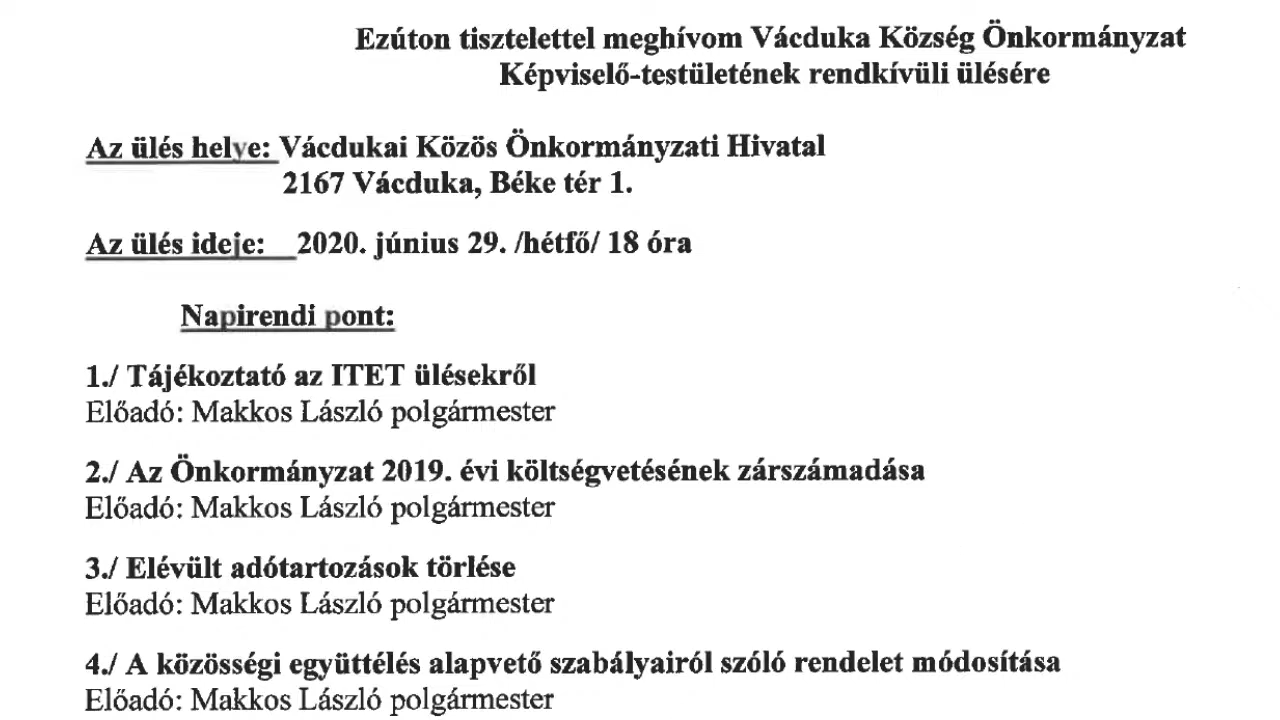 Ezúton tisztelettel meghívom Vácduka Község Önkormányzat
Képviselő-testületének rendkívüli ülésére
Az ülés helye: Vácdukai Közös Önkormányzati Hivatal
2167 Vácduka, Béke tér 1.
Az ülés ideje: 2020. június 29. /hétfő/ 18 óra
Napirendi pont:
1./ Tájékoztató az ITET ülésekről
Előadó: Makkos László polgármester
2./ Az Önkormányzat 2019. évi költségvetésének zárszámadása
Előadó: Makkos László polgármester
3./ Elévült adótartozások törlése
Előadó: Makkos László polgármester
4./ A közösségi együttélés alapvető szabályairól szóló rendelet módosítása
Előadó: Makkos László polgármester